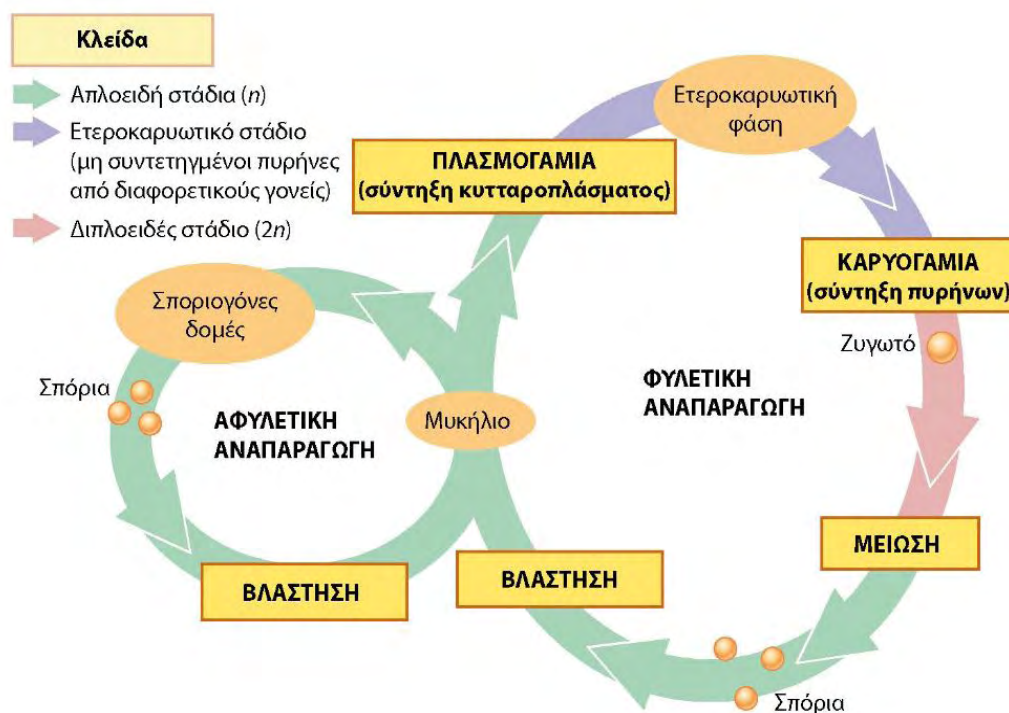 Κλείδα
Απλοειδή στάδια (n)
Ετεροκαρυωτικό στάδιο
(μη συντετηγμένοι πυρήνες
από διαφορετικούς γονείς)
Διπλοειδές στάδιο (2n)
Ετεροκαρυωτική
φάση
ΠΛΑΣΜΟΓΑΜΙΑ
(σύντηξη κυτταροπλάσματος)
ΚΑΡΥΟΓΑΜΙΑ
(σύντηξη πυρήνων)
Σποριογόνες
δομές
Ζυγωτό
Σπόρια
ΑΦΥΛΕΤΙΚΗ
ΑΝΑΠΑΡΑΓΩΓΗ
Μυκήλιο
ΦΥΛΕΤΙΚΗ
ΑΝΑΠΑΡΑΓΩΓΗ
ΜΕΙΩΣΗ
ΒΛΑΣΤΗΣΗ
ΒΛΑΣΤΗΣΗ
Σπόρια